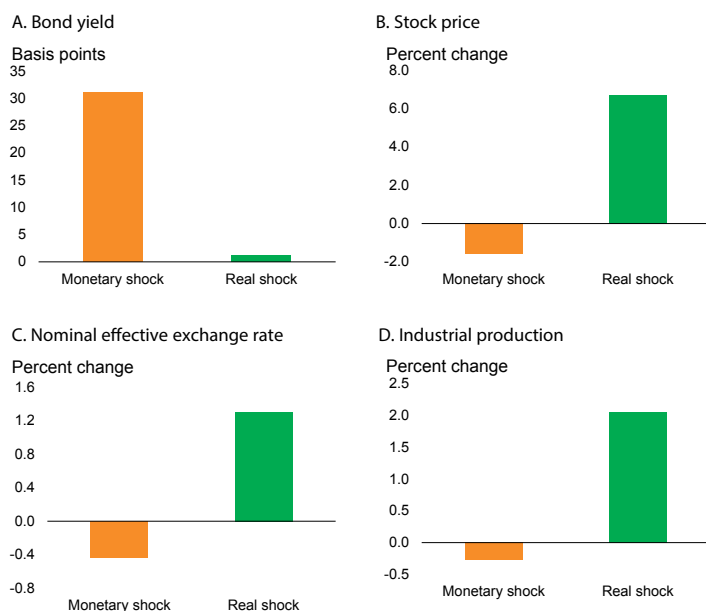 A. Bond yield
Basis points
35
30
25
20
15
10
5
0
Monetary shock Real shock
B. Stock price
Percent change
8.0
6.0
4.0
2.0
0.0
-2.0
Monetary shock Real shock
C. Nominal effective exchange rate
Percent change
1.6
1.2
0.8
0.4
0.0
-0.4
-0.8
Monetary shock Real shock
D. Industrial production
Percent change
2.5
2.0
1.5
1.0
0.5
0.0
-0.5
Monetary shock Real shock